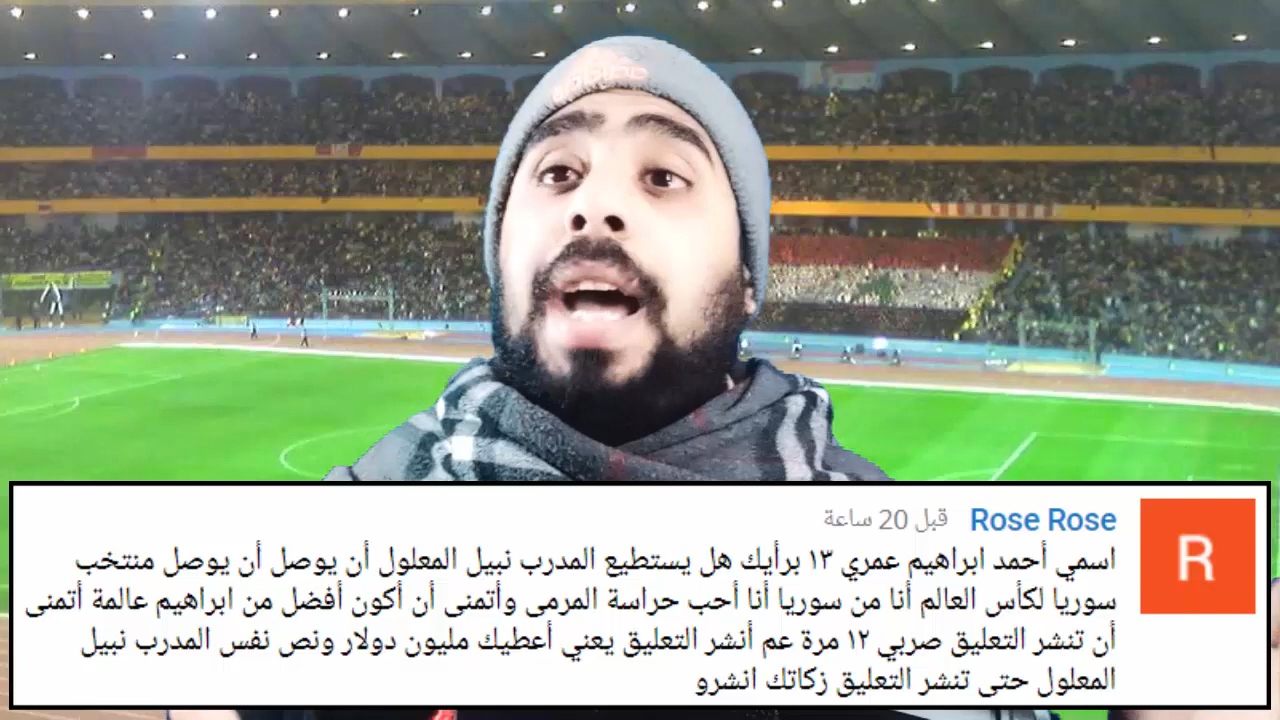 Rose Rose قبل 20 ساعة
R
اسمي أحمد ابراهيم عمري ١٣ برأيك هل يستطيع المدرب نبيل المعلول أن يوصل أن يوصل منتخب
سوريا لكأس العالم أنا من سوريا أنا أحب حراسة المرمى وأتمنى أن أكون أفضل من ابراهيم عالمة أتمنى
أن تنشر التعليق صربي ١٢ مرة عم أنشر التعليق يعني أعطيك مليون دولار ونص نفس المدرب نبيل
المعلول حتى تنشر التعليق زكاتك انشرو